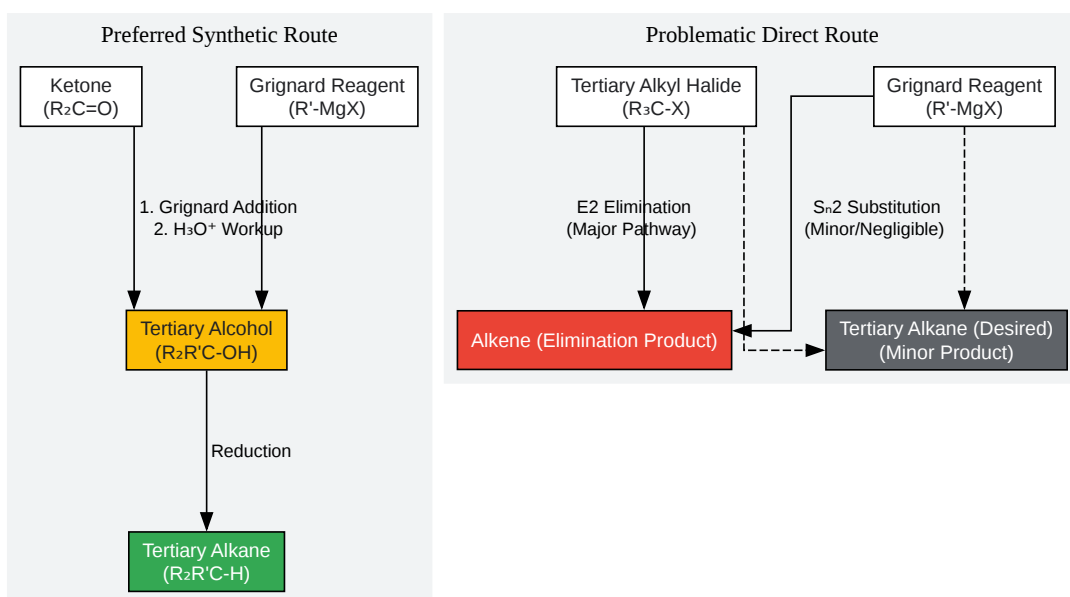 Preferred Synthetic Route
Ketone
(R₂C=O)
Grignard Reagent
(R'-MgX)
1. Grignard Addition
2. H₃O⁺ Workup
Tertiary Alcohol
(R₂R'C-OH)
Reduction
Tertiary Alkane
(R₂R'C-H)
Problematic Direct Route
Tertiary Alkyl Halide
(R₃C-X)
Grignard Reagent
(R'-MgX)
E2 Elimination
(Major Pathway)
Sₙ2 Substitution
(Minor/Negligible)
Alkene (Elimination Product)
Tertiary Alkane (Desired)
(Minor Product)